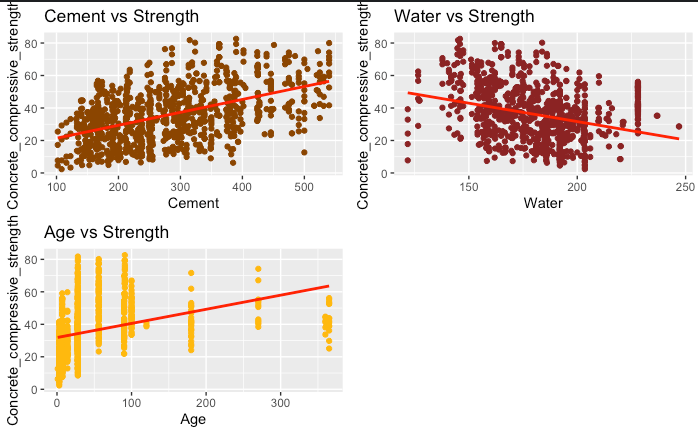 Cement vs Strength
Concrete_compressive_strength
80
60
40
20
0
100 200 300 400 500
Cement
Water vs Strength
Concrete_compressive_strength
80
60
40
20
0
150 200 250
Water
Age vs Strength
Concrete_compressive_strength
80
60
40
20
0
0 100 200 300
Age